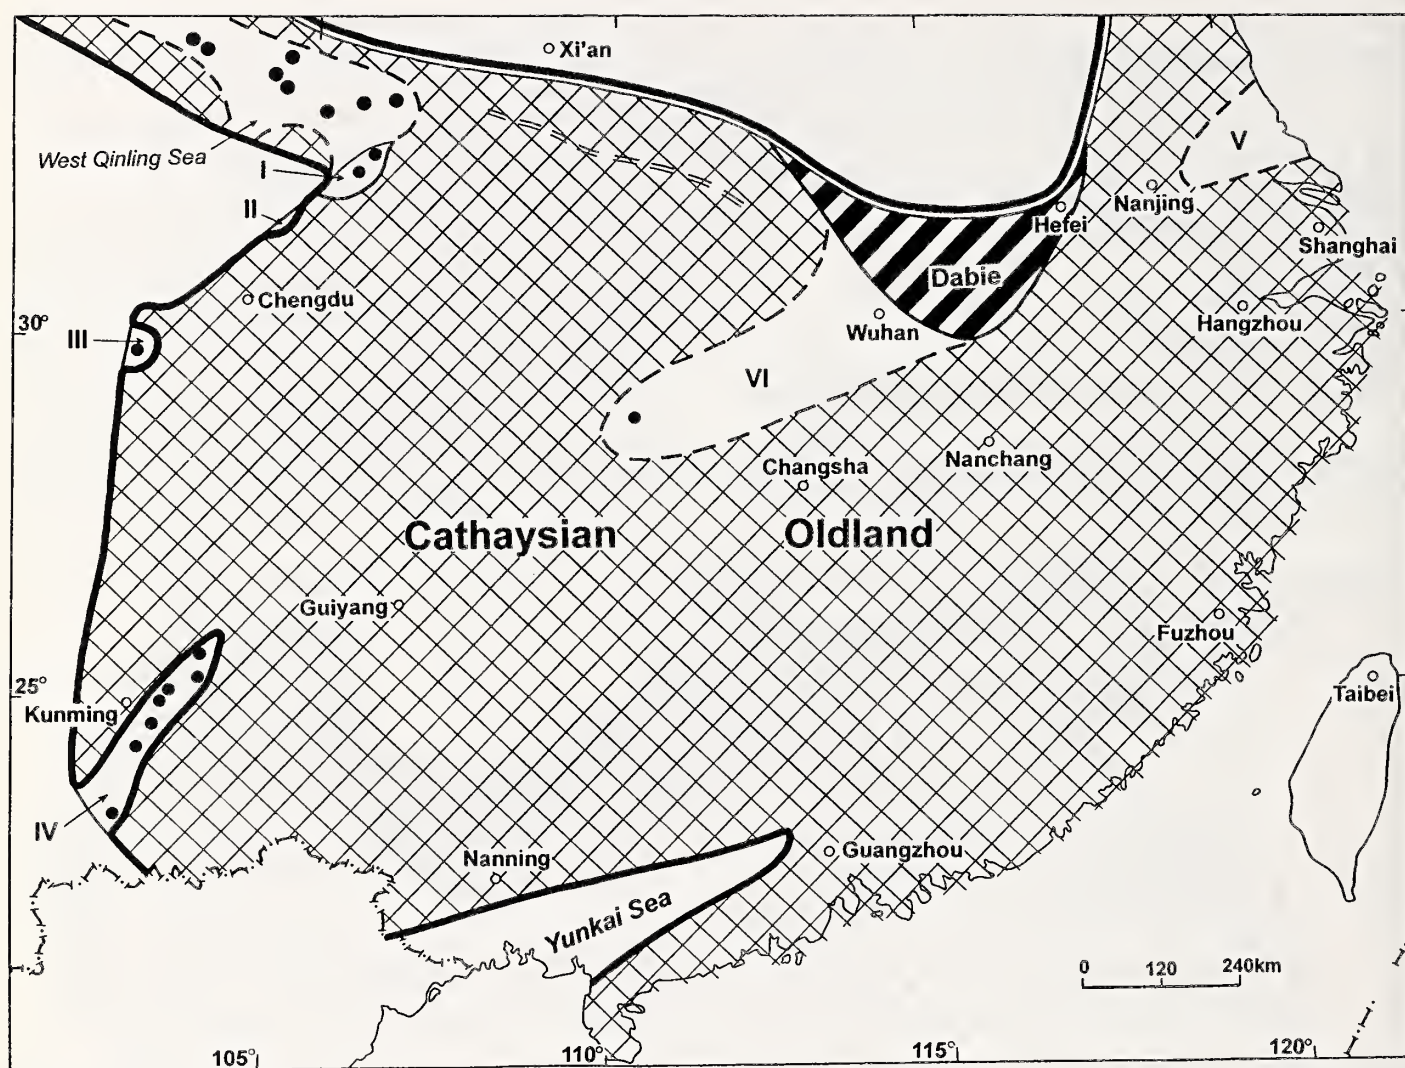 Xi'an
West Qinling Sea
I
II
V
Nanjing
Hefei
Shanghai
Dabie
Chengdu
30°
III
Wuhan
Hangzhou
VI
Changsha
Nanchang
Cathaysian Oldland
Guiyang
Fuzhou
25°
Kunming
Taibei
IV
Nanning
Guangzhou
Yunkai Sea
0 120 240km
105° 110° 115° 120°